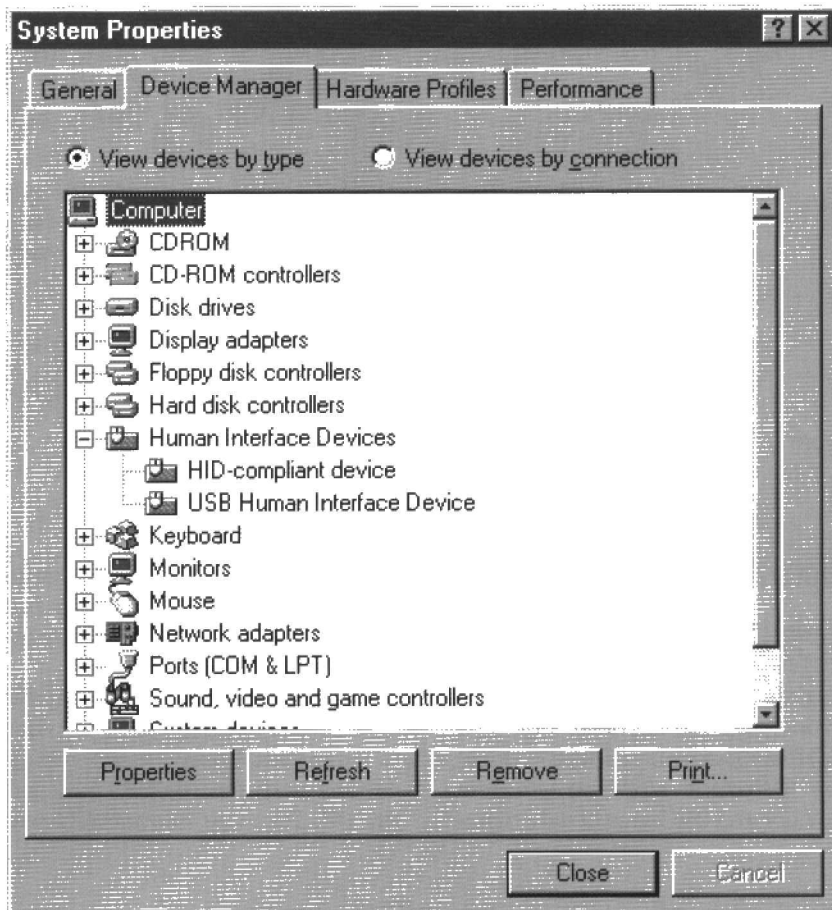 System Properties
General Device Manager Hardware Profiles Performance
View devices by type View devices by connection
Computer
CDROM
CD-ROM controllers
Disk drives
Display adapters
Floppy disk controllers
Hard disk controllers
Human Interface Devices
HID-compliant device
USB Human Interface Device
Keyboard
Monitors
Mouse
Network adapters
Ports (COM & LPT)
Sound, video and game controllers
System devices
Properties Refresh Remove Print...
Close Cancel